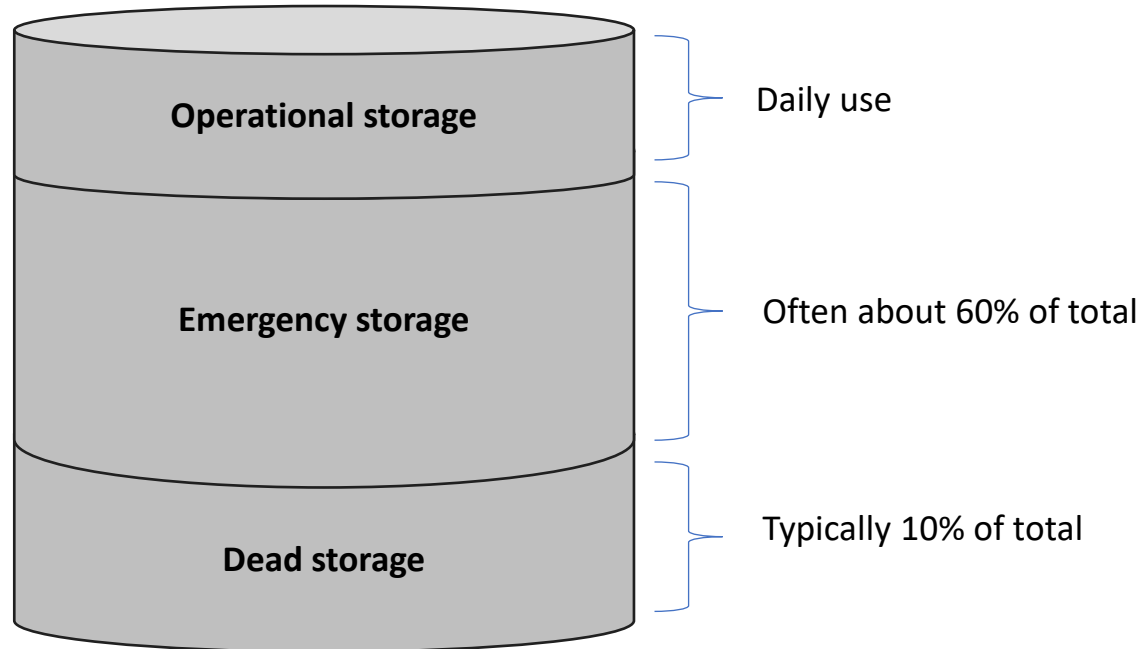 Operational storage
Daily use
Emergency storage
Often about 60% of total
Dead storage
Typically 10% of total